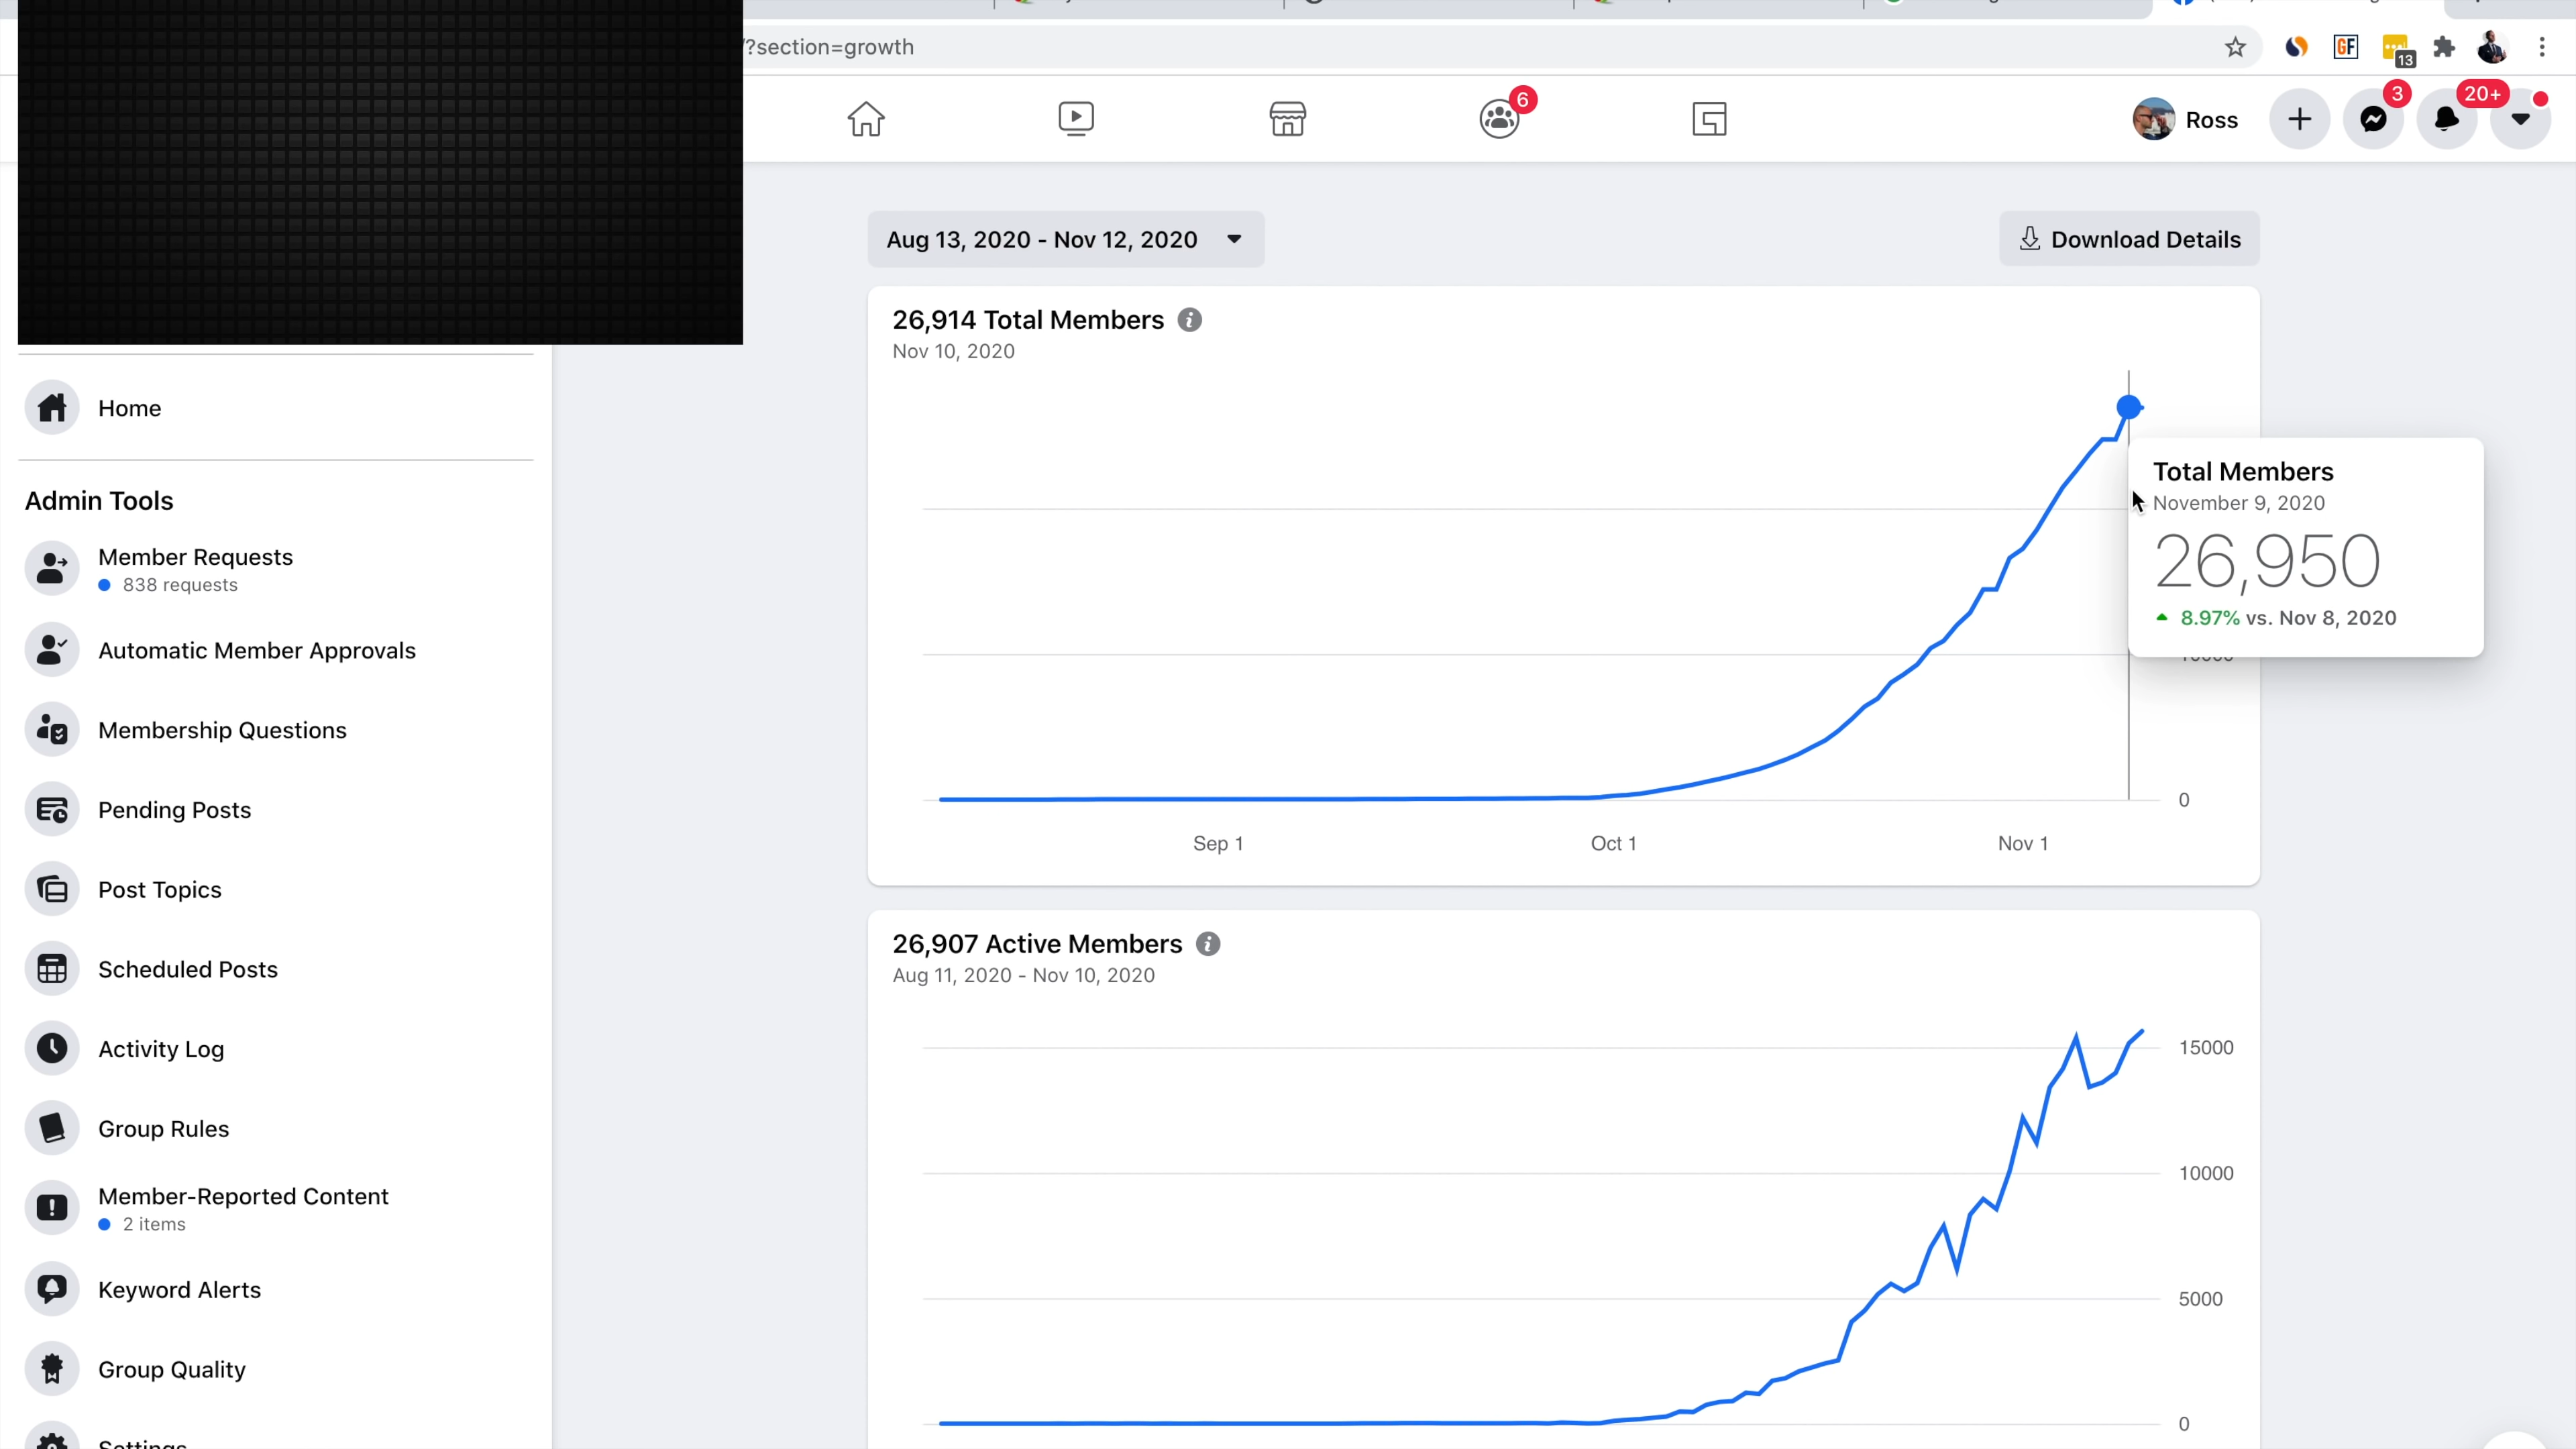 /?section=growth
GF
13
6
Ross
3
20+
Aug 13, 2020 - Nov 12, 2020
Download Details
26,914 Total Members
Nov 10, 2020
Total Members
November 9, 2020
26,950
8.97% vs. Nov 8, 2020
0
Sep 1
Oct 1
Nov 1
26,907 Active Members
Aug 11, 2020 - Nov 10, 2020
15000
10000
5000
0
Home
Admin Tools
Member Requests
838 requests
Automatic Member Approvals
Membership Questions
Pending Posts
Post Topics
Scheduled Posts
Activity Log
Group Rules
Member-Reported Content
2 items
Keyword Alerts
Group Quality
Settings